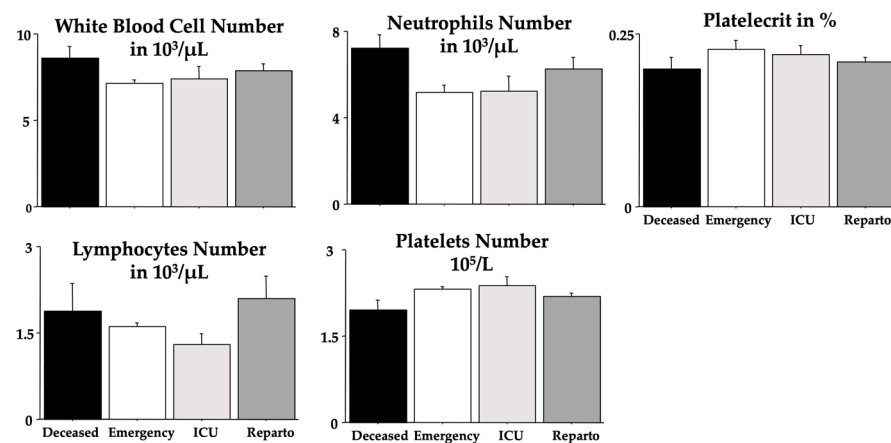 White Blood Cell Number
in 10³/µL
10
5
0
Neutrophils Number
in 10³/µL
8
4
0
Platelecrit in %
0.25
0
Deceased Emergency ICU Reparto
Lymphocytes Number
in 10³/µL
3
1.5
0
Deceased Emergency ICU Reparto
Platelets Number
10⁵/L
3
1.5
0
Deceased Emergency ICU Reparto